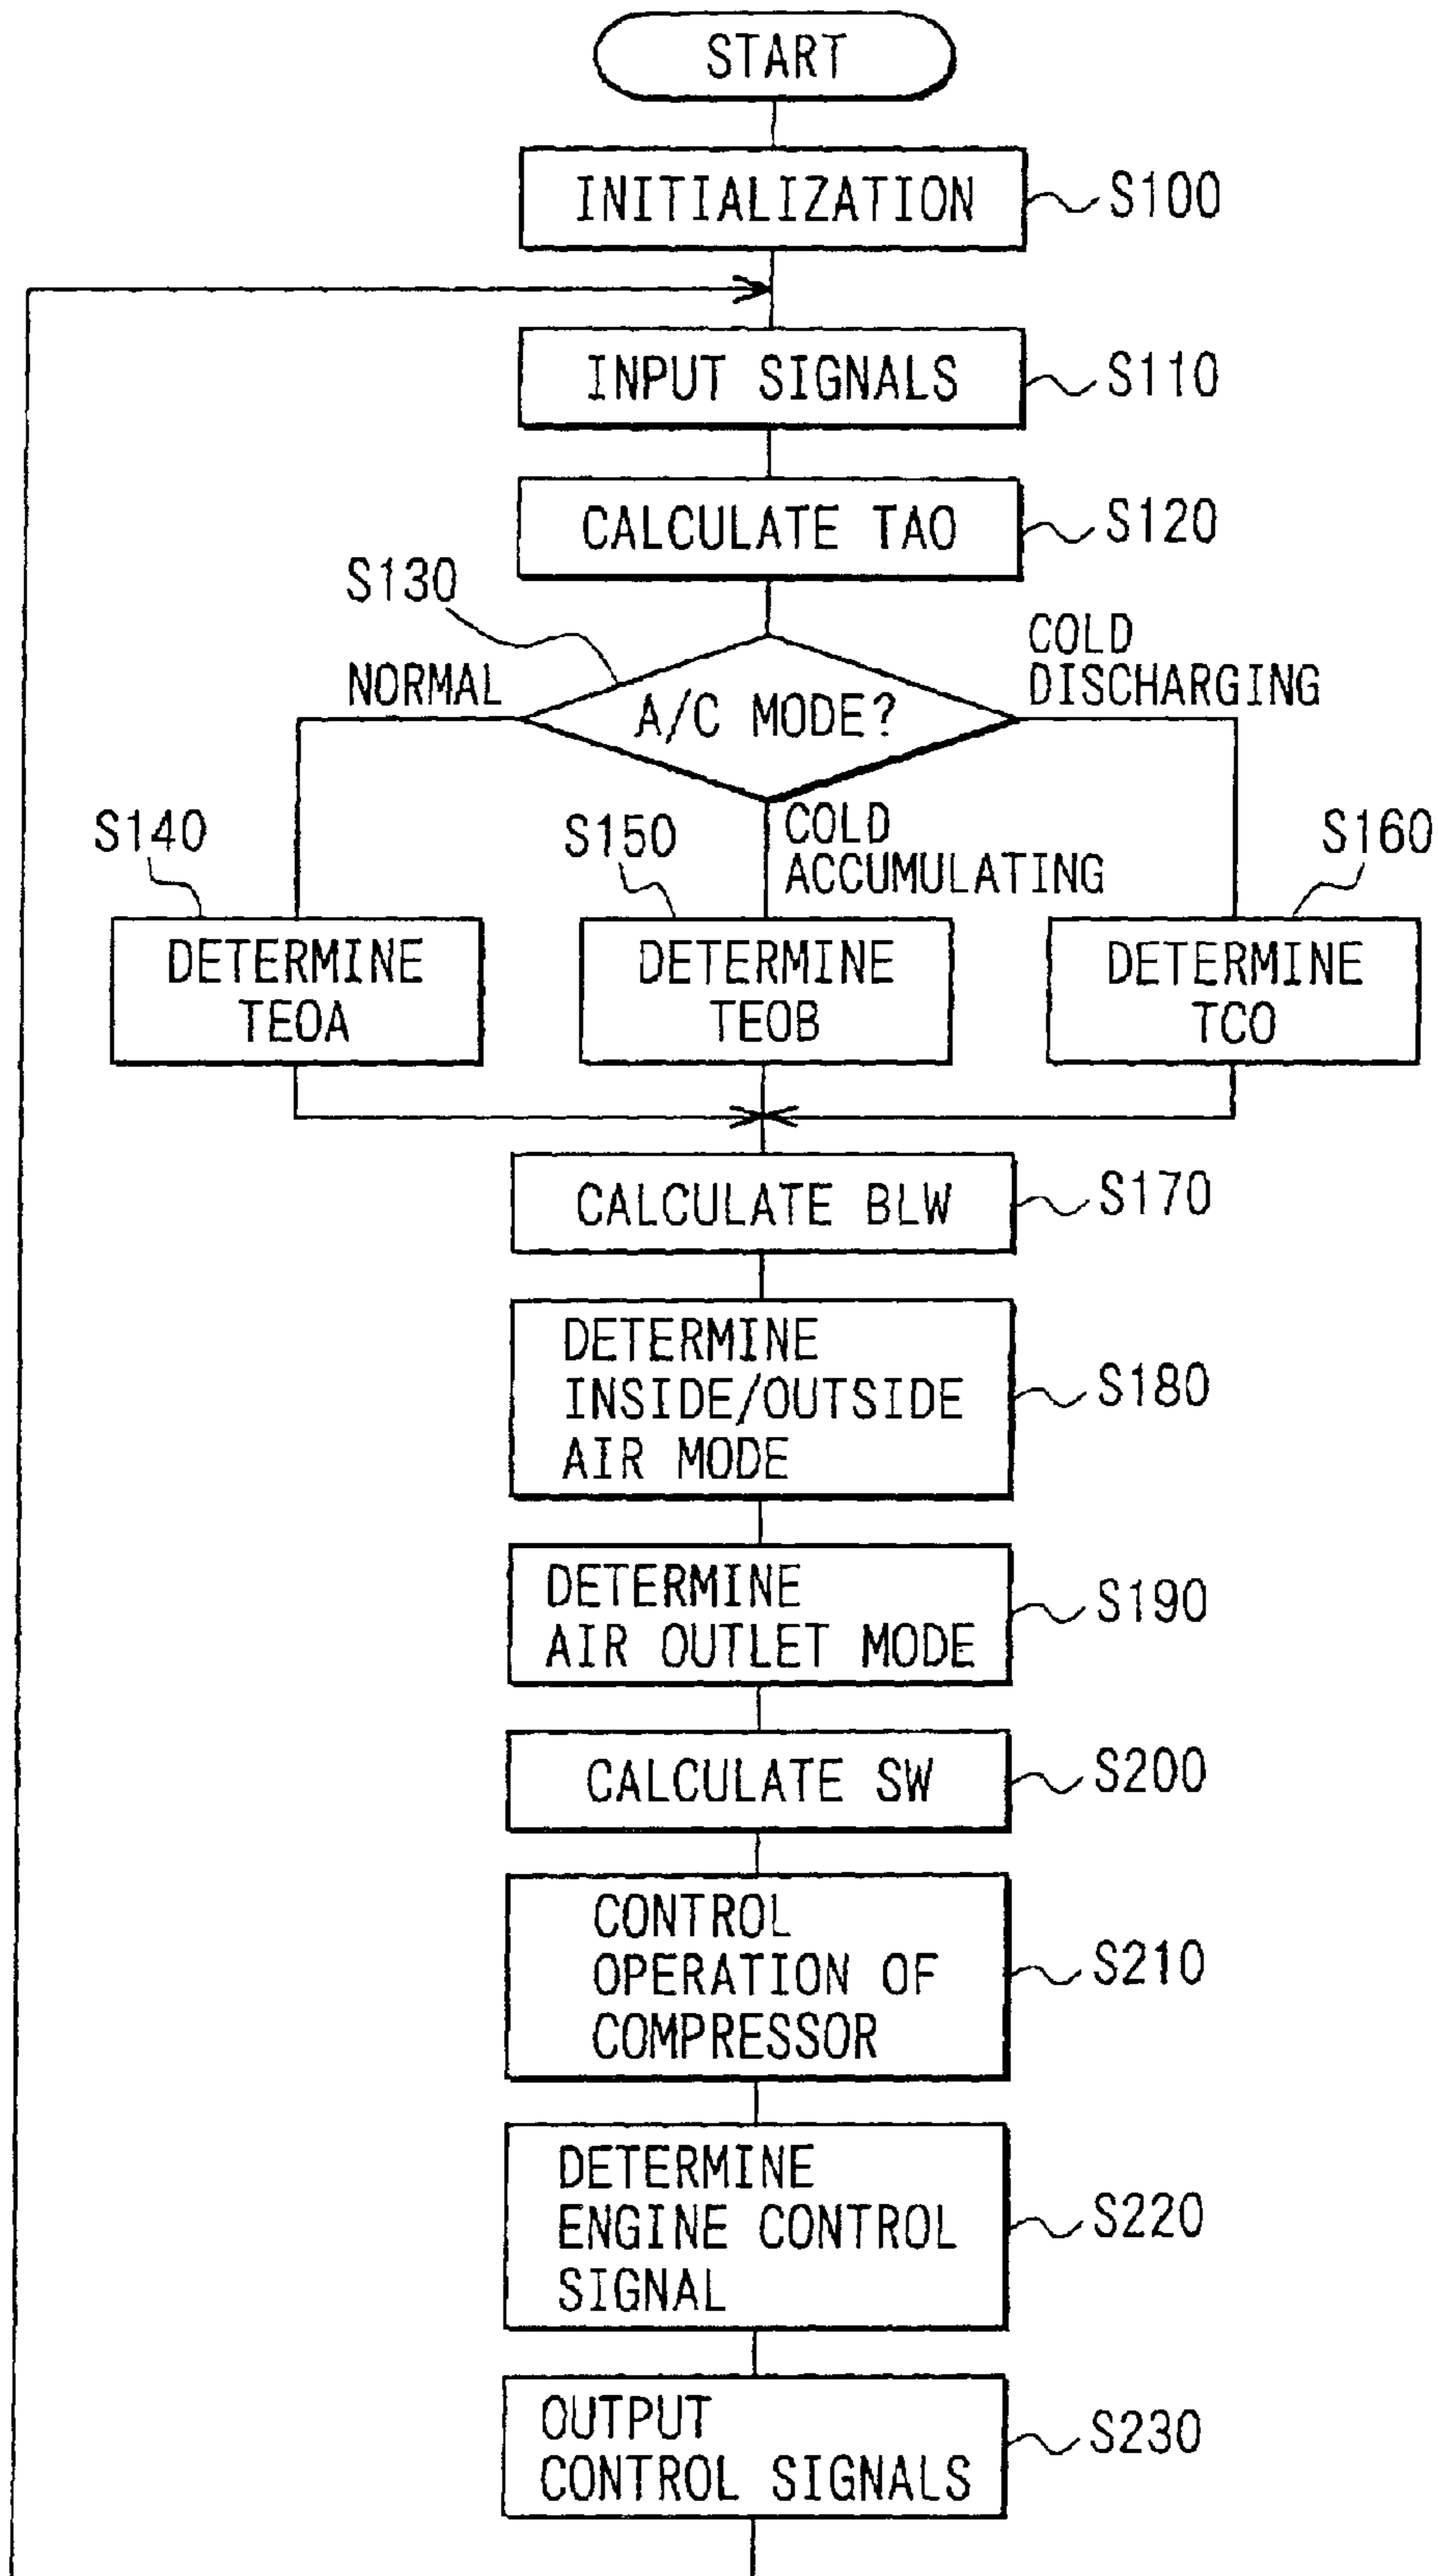 START
INITIALIZATION
S100
INPUT SIGNALS
S110
CALCULATE TAO
S120
S130
NORMAL
A/C MODE?
COLD
DISCHARGING
COLD
ACCUMULATING
S140
S150
S160
DETERMINE
TEOA
DETERMINE
TEOB
DETERMINE
TCO
CALCULATE BLW
S170
DETERMINE
INSIDE/OUTSIDE
AIR MODE
S180
DETERMINE
AIR OUTLET MODE
S190
CALCULATE SW
S200
CONTROL
OPERATION OF
COMPRESSOR
S210
DETERMINE
ENGINE CONTROL
SIGNAL
S220
OUTPUT
CONTROL SIGNALS
S230